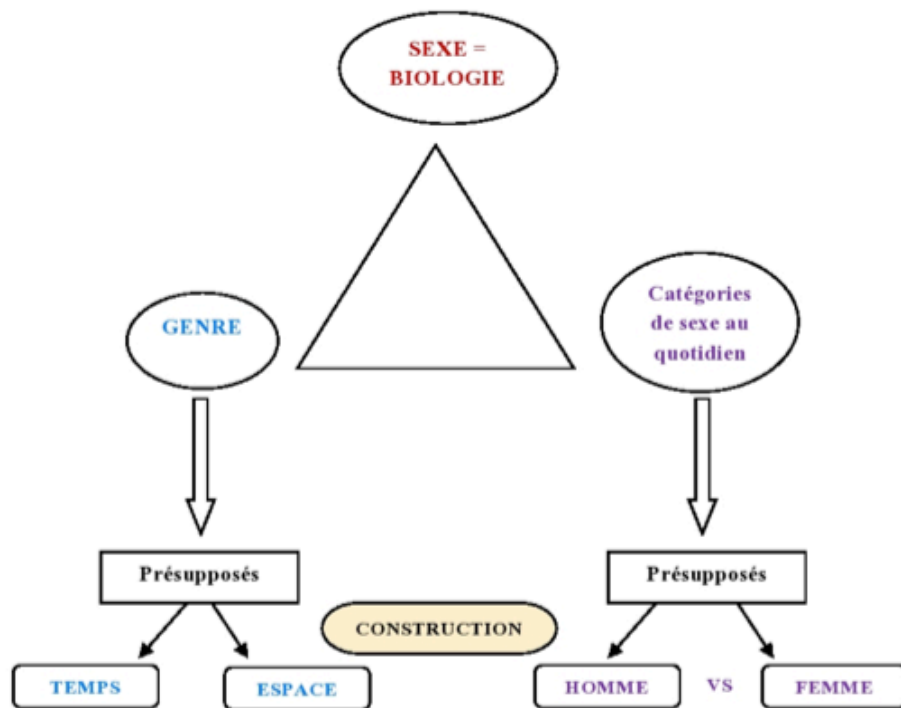 SEXE =
BIOLOGIE
GENRE
Catégories
de sexe au
quotidien
Présupposés
Présupposés
CONSTRUCTION
TEMPS
ESPACE
HOMME VS FEMME